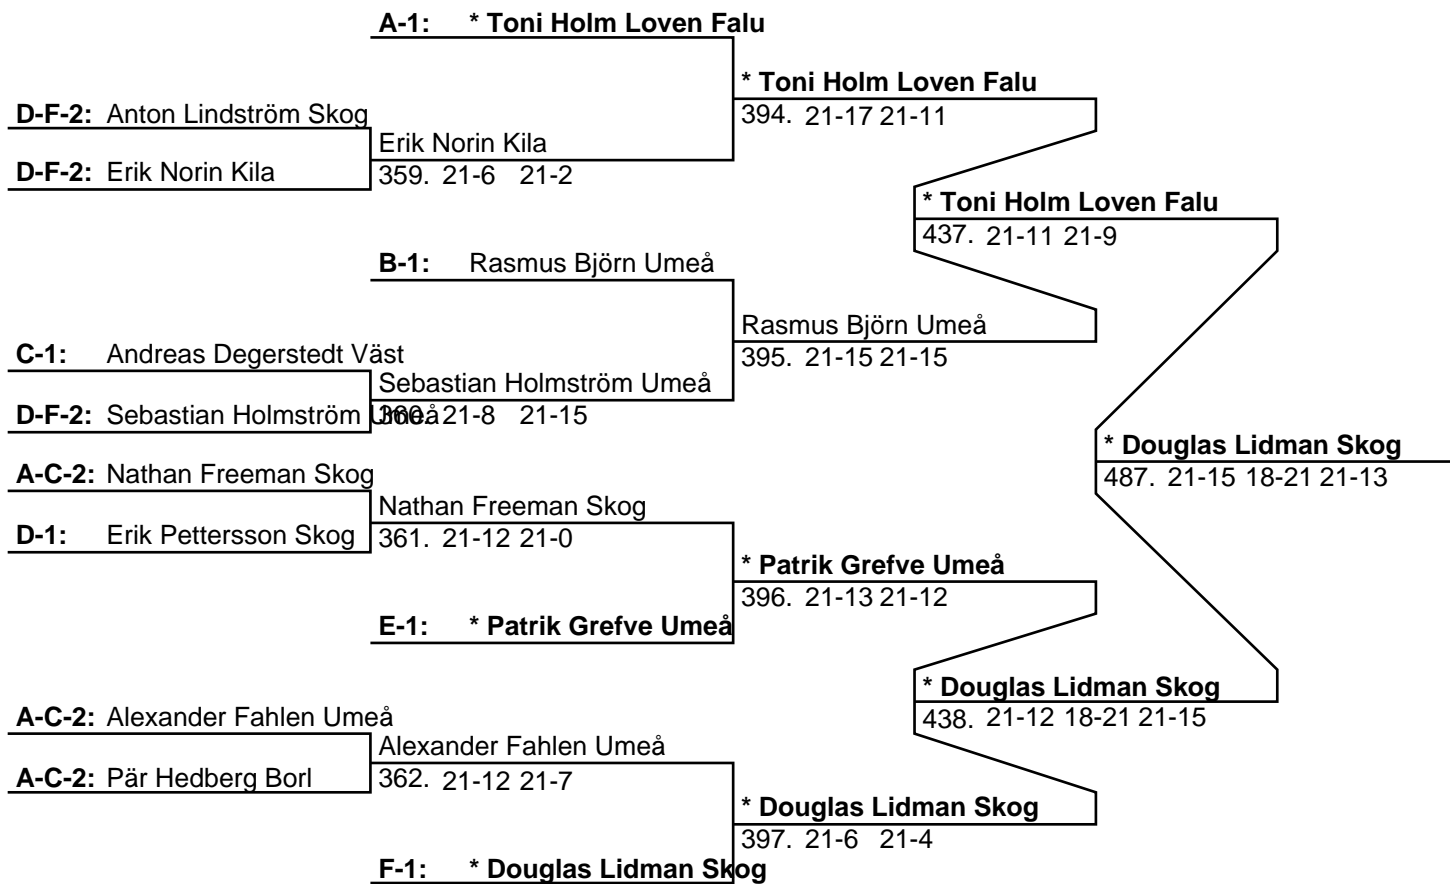 A-1: * Toni Holm Loven Falu
* Toni Holm Loven Falu
D-F-2: Anton Lindström Skog
394. 21-17 21-11
Erik Norin Kila
D-F-2: Erik Norin Kila
359. 21-6 21-2
* Toni Holm Loven Falu
437. 21-11 21-9
B-1: Rasmus Björn Umeå
Rasmus Björn Umeå
C-1: Andreas Degerstedt Väst
395. 21-15 21-15
Sebastian Holmström Umeå
D-F-2: Sebastian Holmström Umeå
360. 21-8 21-15
* Douglas Lidman Skog
A-C-2: Nathan Freeman Skog
487. 21-15 18-21 21-13
Nathan Freeman Skog
D-1: Erik Pettersson Skog
361. 21-12 21-0
* Patrik Grefve Umeå
396. 21-13 21-12
E-1: * Patrik Grefve Umeå
* Douglas Lidman Skog
A-C-2: Alexander Fahlen Umeå
438. 21-12 18-21 21-15
Alexander Fahlen Umeå
A-C-2: Pär Hedberg Borl
362. 21-12 21-7
* Douglas Lidman Skog
397. 21-6 21-4
F-1: * Douglas Lidman Skog